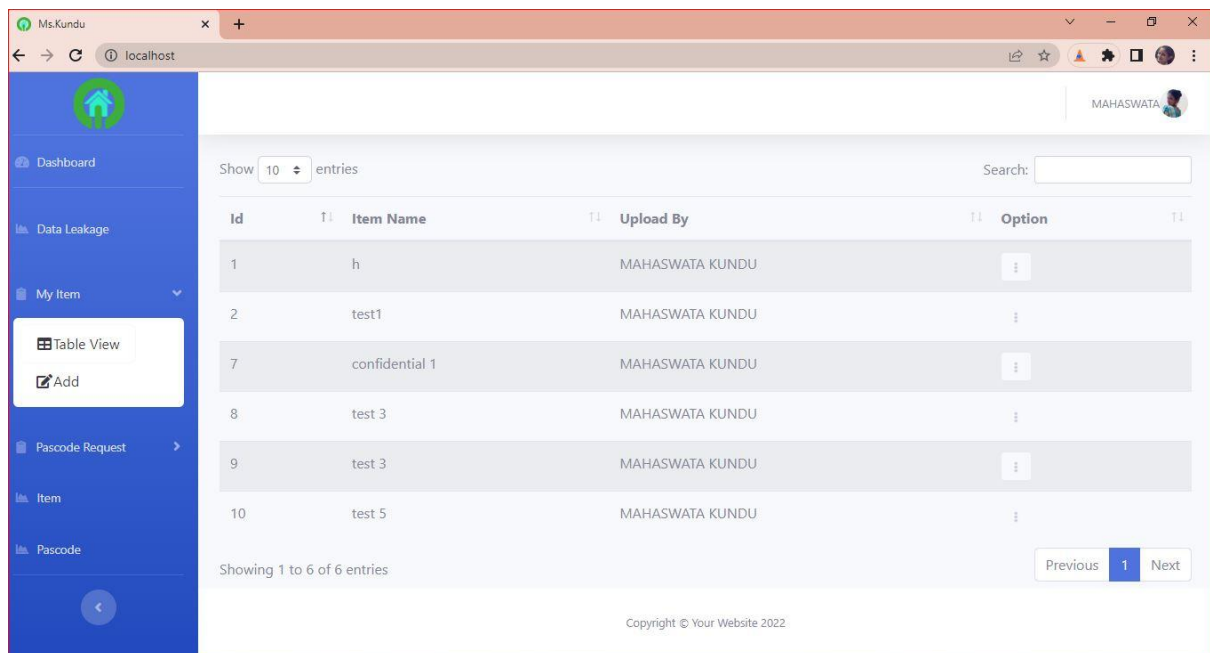 Ms.Kundu
localhost
MAHASWATA
Dashboard
Data Leakage
My Item
Table View
Add
Pascode Request
Item
Pascode
Show 10 entries
Search:
Id Item Name Upload By Option
1 h MAHASWATA KUNDU
2 test1 MAHASWATA KUNDU
7 confidential 1 MAHASWATA KUNDU
8 test 3 MAHASWATA KUNDU
9 test 3 MAHASWATA KUNDU
10 test 5 MAHASWATA KUNDU
Showing 1 to 6 of 6 entries
Previous 1 Next
Copyright © Your Website 2022